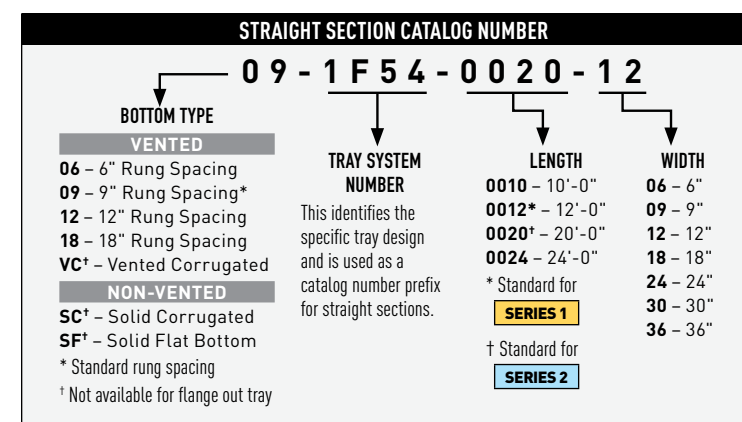 STRAIGHT SECTION CATALOG NUMBER
09-1F54-0020-12
BOTTOM TYPE
VENTED
06 – 6" Rung Spacing
09 – 9" Rung Spacing*
12 – 12" Rung Spacing
18 – 18" Rung Spacing
VC† – Vented Corrugated
NON-VENTED
SC† – Solid Corrugated
SF† – Solid Flat Bottom
* Standard rung spacing
† Not available for flange out tray
TRAY SYSTEM
NUMBER
This identifies the
specific tray design
and is used as a
catalog number prefix
for straight sections.
LENGTH
0010 – 10'-0"
0012* – 12'-0"
0020† – 20'-0"
0024 – 24'-0"
* Standard for
SERIES 1
† Standard for
SERIES 2
WIDTH
06 – 6"
09 – 9"
12 – 12"
18 – 18"
24 – 24"
30 – 30"
36 – 36"